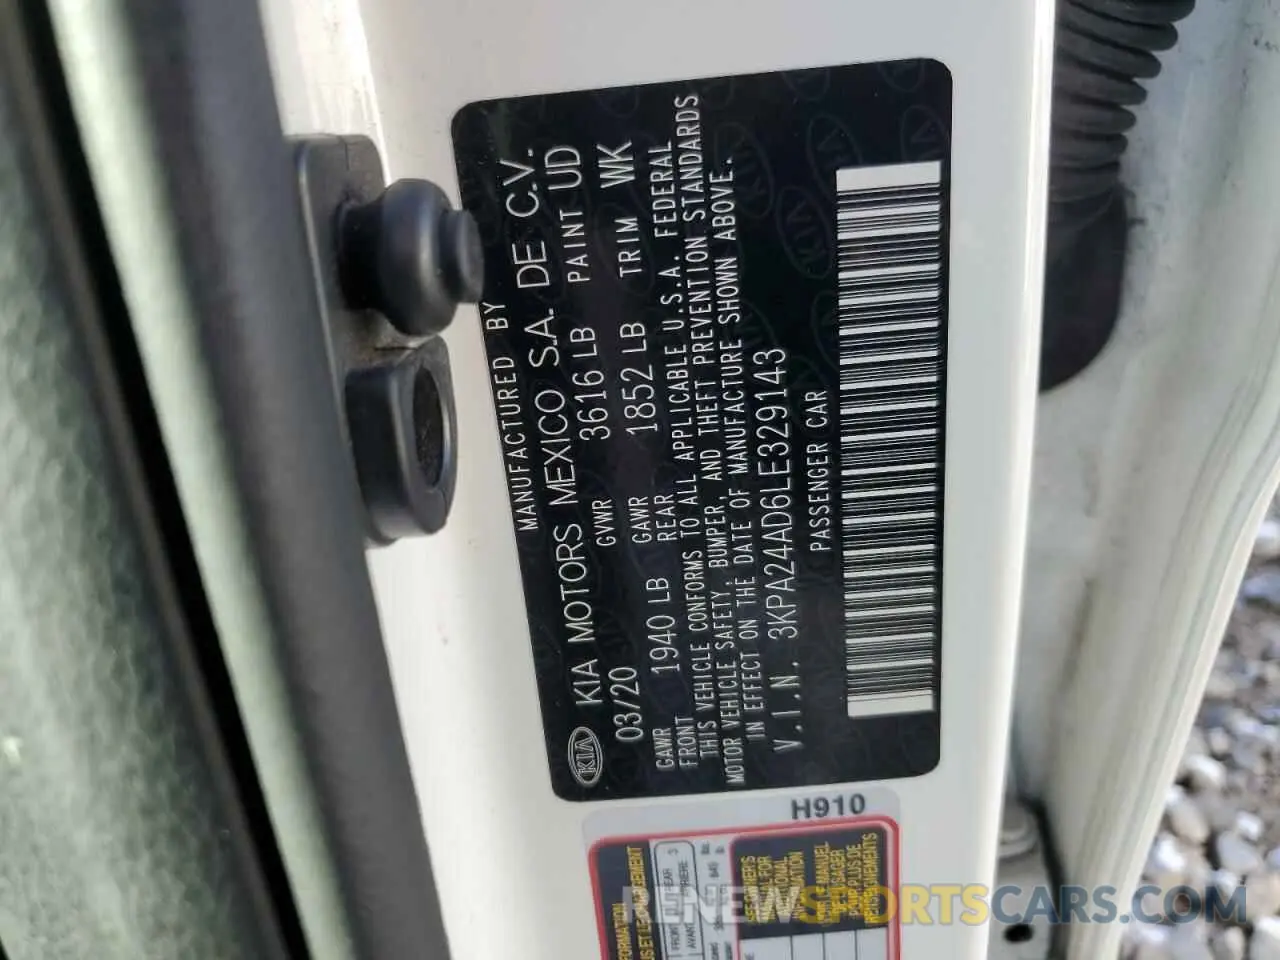 MANUFACTURED BY
KIA KIA MOTORS MEXICO S.A. DE C.V.
03/20 GVWR 3616 LB PAINT UD
GAWR FRONT 1940 LB GAWR REAR 1852 LB TRIM WK
THIS VEHICLE CONFORMS TO ALL APPLICABLE U.S.A. FEDERAL
MOTOR VEHICLE SAFETY, BUMPER, AND THEFT PREVENTION STANDARDS
IN EFFECT ON THE DATE OF MANUFACTURE SHOWN ABOVE.
V.I.N. 3KPA24AD6LE329143
PASSENGER CAR
H910
RENEWSPORTSCARS.COM